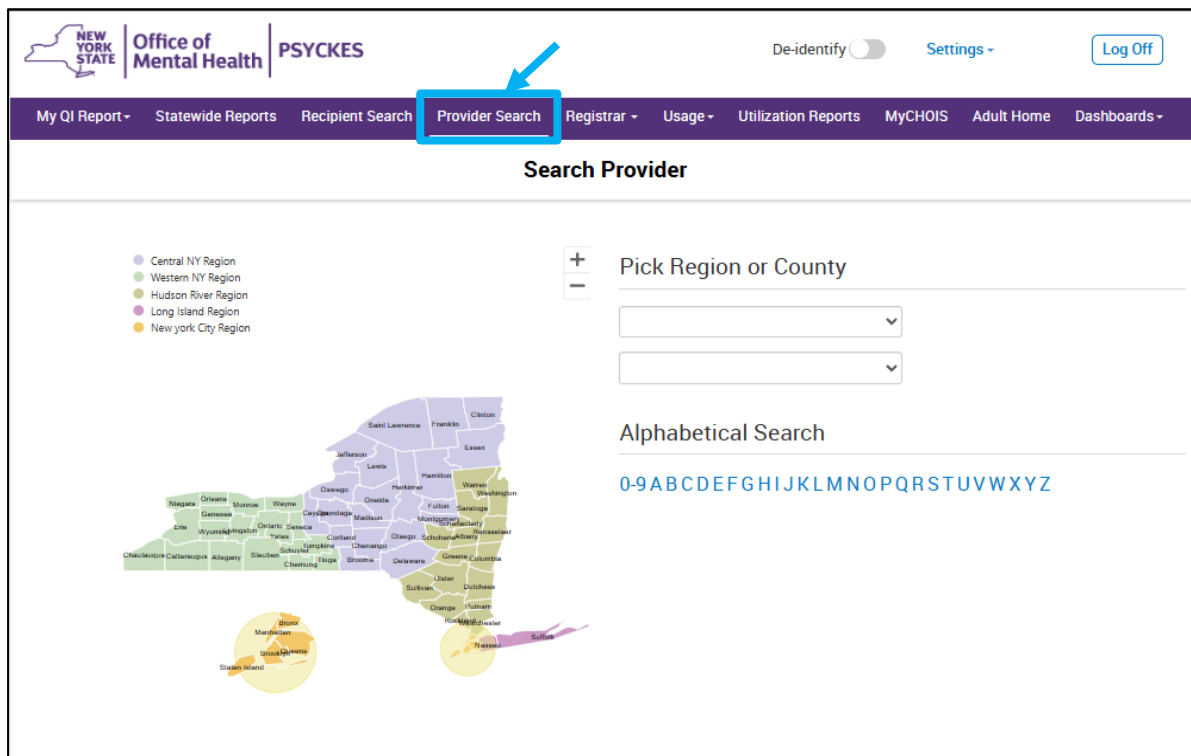 NEW YORK STATE
Office of Mental Health
PSYCKES
De-identify
Settings
Log Off
My QI Report
Statewide Reports
Recipient Search
Provider Search
Registrar
Usage
Utilization Reports
MyCHOIS
Adult Home
Dashboards
Search Provider
Central NY Region
Western NY Region
Hudson River Region
Long Island Region
New york City Region
+
−
Pick Region or County
Alphabetical Search
0-9 A B C D E F G H I J K L M N O P Q R S T U V W X Y Z
Clinton
Saint Lawrence
Franklin
Essex
Jefferson
Lewis
Hamilton
Warren
Washington
Oswego
Herkimer
Oneida
Fulton
Saratoga
Niagara
Orleans
Monroe
Wayne
Genesee
Cayuga
Onondaga
Madison
Montgomery
Schenectady
Rensselaer
Erie
Wyoming
Livingston
Ontario
Seneca
Yates
Cortland
Chenango
Otsego
Schoharie
Albany
Chautauqua
Cattaraugus
Allegany
Steuben
Schuyler
Tompkins
Chemung
Tioga
Broome
Delaware
Greene
Columbia
Ulster
Sullivan
Dutchess
Orange
Putnam
Rockland
Westchester
Bronx
Manhattan
Brooklyn
Queens
Staten Island
Nassau
Suffolk